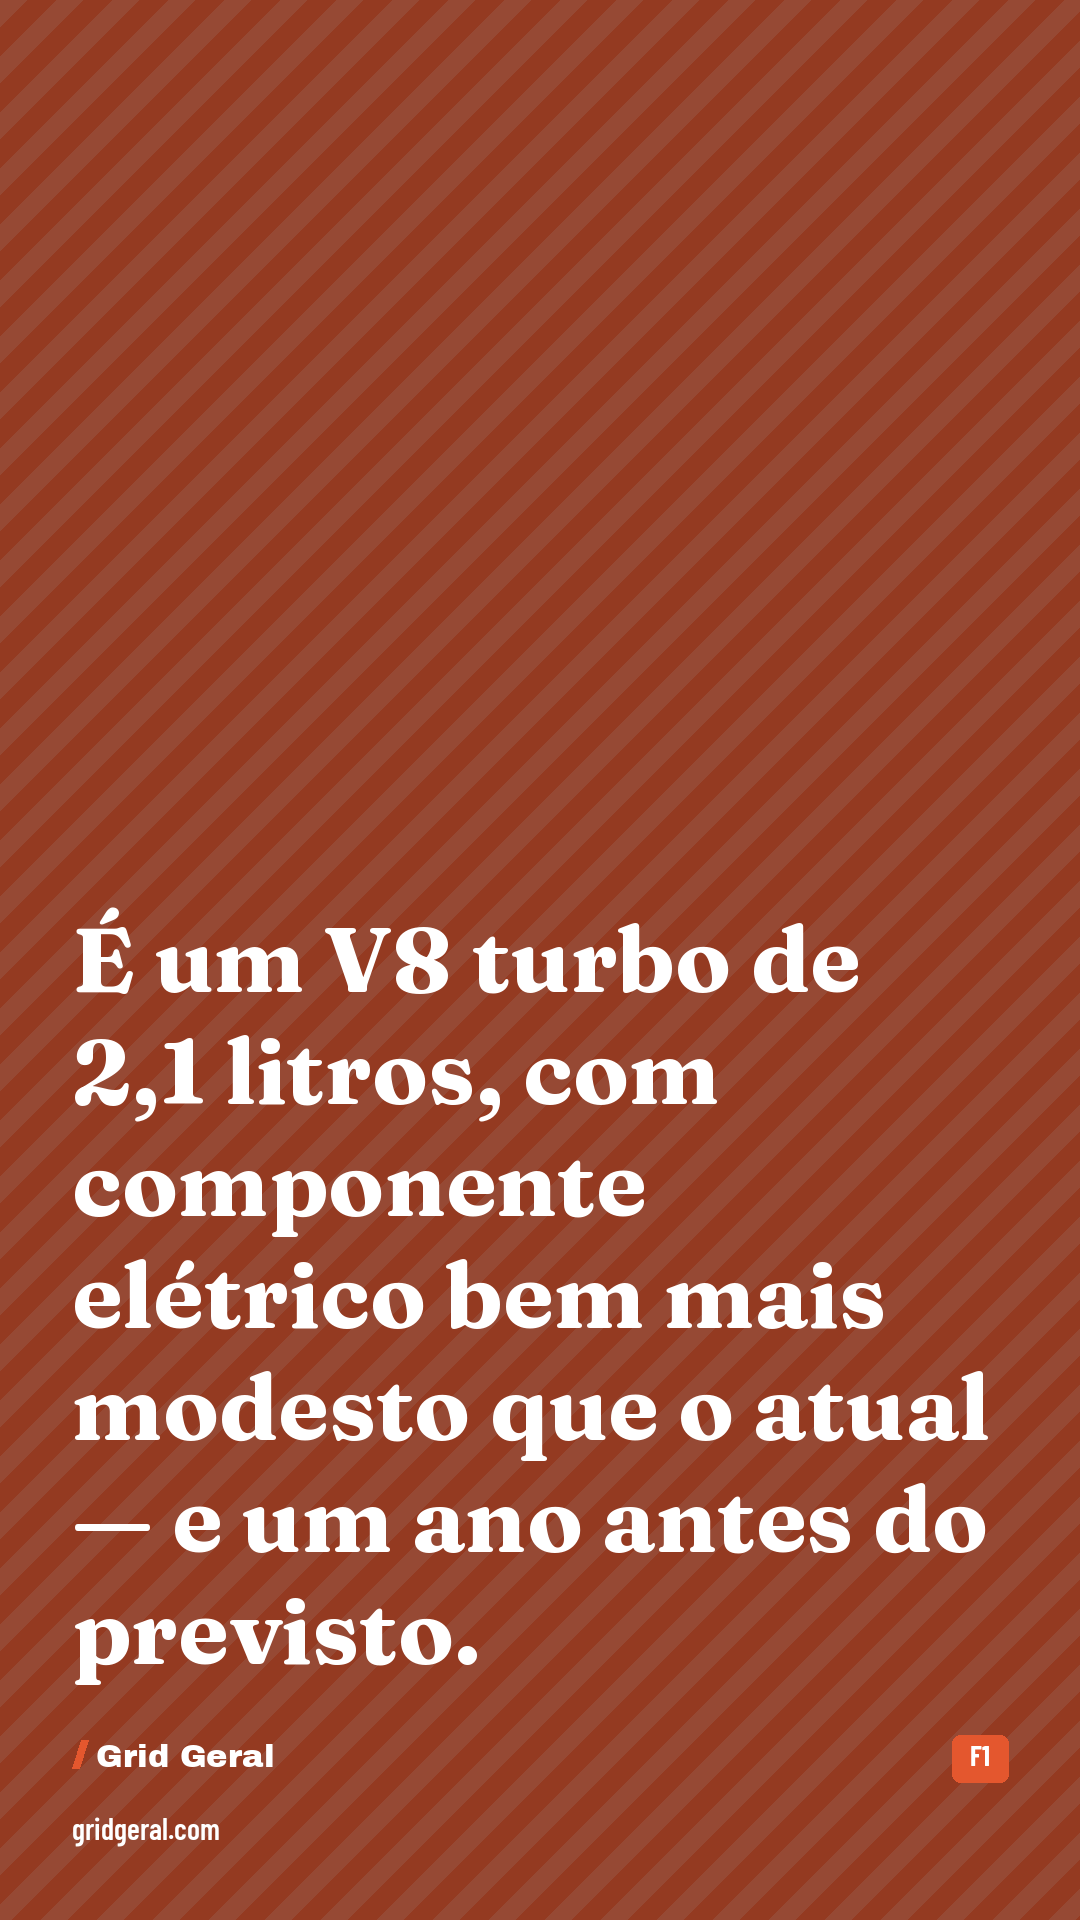 É um V8 turbo de
2,1 litros, com
componente
elétrico bem mais
modesto que o atual
— e um ano antes do
previsto.
/ Grid Geral
F1
gridgeral.com